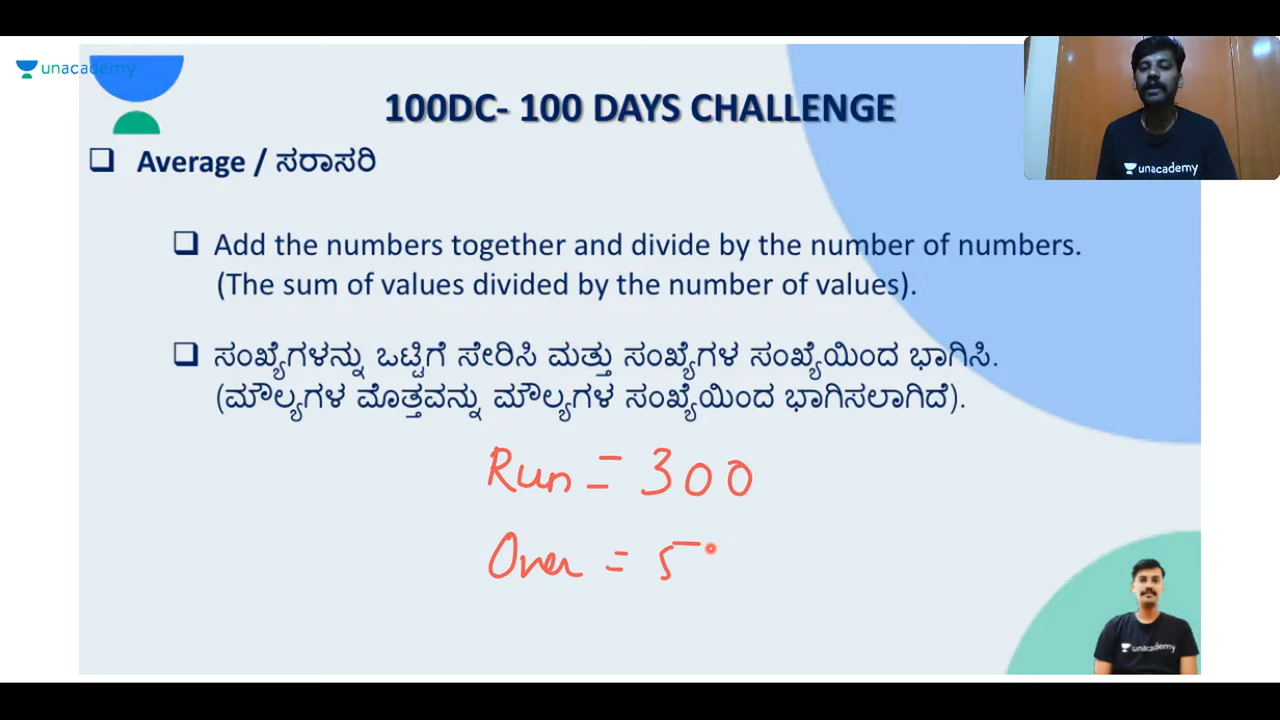 unacademy
100DC- 100 DAYS CHALLENGE
unacademy
Average / ಸರಾಸರಿ
Add the numbers together and divide by the number of numbers.
(The sum of values divided by the number of values).
ಸಂಖ್ಯೆಗಳನ್ನು ಒಟ್ಟಿಗೆ ಸೇರಿಸಿ ಮತ್ತು ಸಂಖ್ಯೆಗಳ ಸಂಖ್ಯೆಯಿಂದ ಭಾಗಿಸಿ.
(ಮೌಲ್ಯಗಳ ಮೊತ್ತವನ್ನು ಮೌಲ್ಯಗಳ ಸಂಖ್ಯೆಯಿಂದ ಭಾಗಿಸಲಾಗಿದೆ).
Run = 300
Over = 5
unacademy